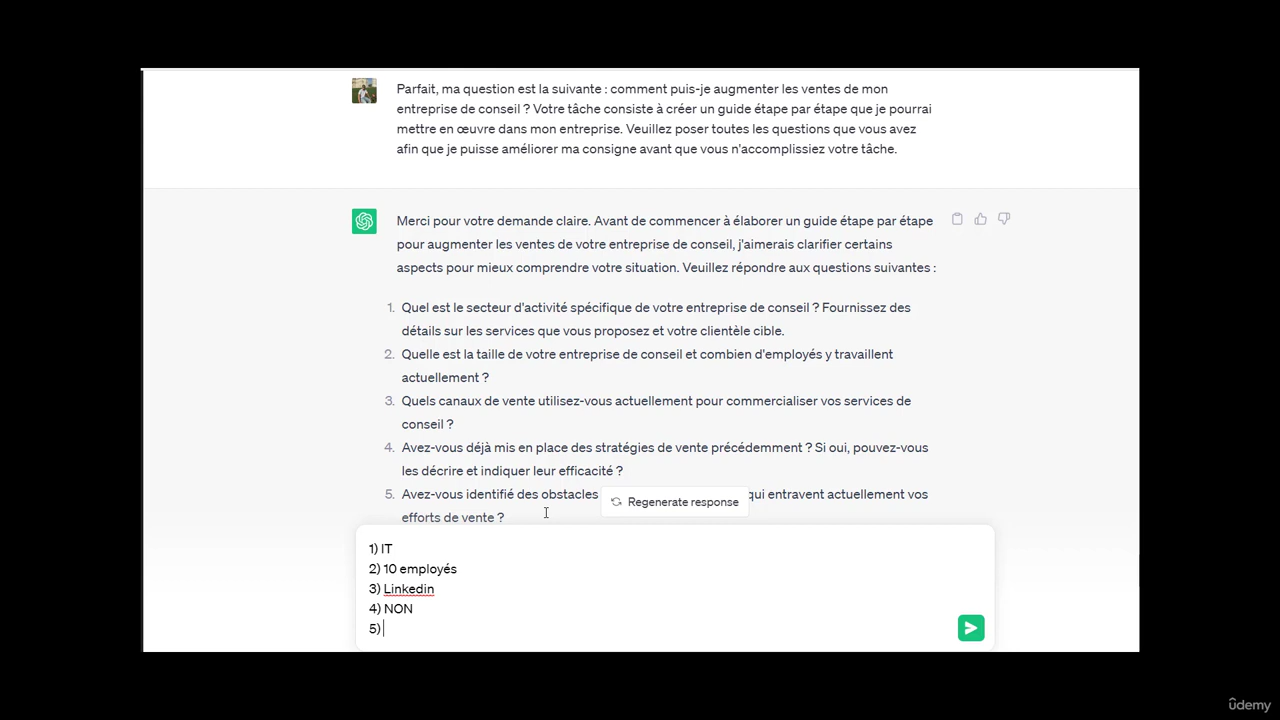 Parfait, ma question est la suivante : comment puis-je augmenter les ventes de mon
entreprise de conseil ? Votre tâche consiste à créer un guide étape par étape que je pourrai
mettre en œuvre dans mon entreprise. Veuillez poser toutes les questions que vous avez
afin que je puisse améliorer ma consigne avant que vous n'accomplissiez votre tâche.
Merci pour votre demande claire. Avant de commencer à élaborer un guide étape par étape
pour augmenter les ventes de votre entreprise de conseil, j'aimerais clarifier certains
aspects pour mieux comprendre votre situation. Veuillez répondre aux questions suivantes :
1. Quel est le secteur d'activité spécifique de votre entreprise de conseil ? Fournissez des
détails sur les services que vous proposez et votre clientèle cible.
2. Quelle est la taille de votre entreprise de conseil et combien d'employés y travaillent
actuellement ?
3. Quels canaux de vente utilisez-vous actuellement pour commercialiser vos services de
conseil ?
4. Avez-vous déjà mis en place des stratégies de vente précédemment ? Si oui, pouvez-vous
les décrire et indiquer leur efficacité ?
5. Avez-vous identifié des obstacles qui entravent actuellement vos
Regenerate response
efforts de vente ?
1) IT
2) 10 employés
3) Linkedin
4) NON
5)
ûdemy